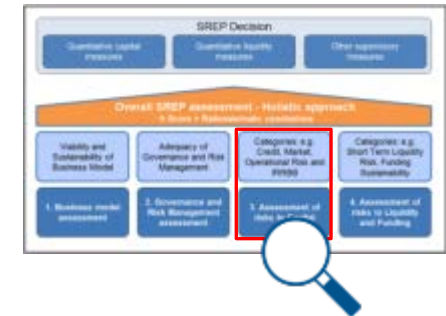 SREP Decision
Quantitative capital
measures
Quantitative liquidity
measures
Other supervisory
measures
Overall SREP assessment - Holistic approach
Viability and
Sustainability of
Business Model
Adequacy of
Governance and Risk
Management
Categories: e.g.
Credit, Market,
Operational Risk and
IRRBB
Categories: e.g.
Short Term Liquidity
Risk, Funding
Sustainability
1. Business model
assessment
2. Governance and
Risk Management
assessment
3. Assessment of
risks to Capital
4. Assessment of
risks to Liquidity
and Funding